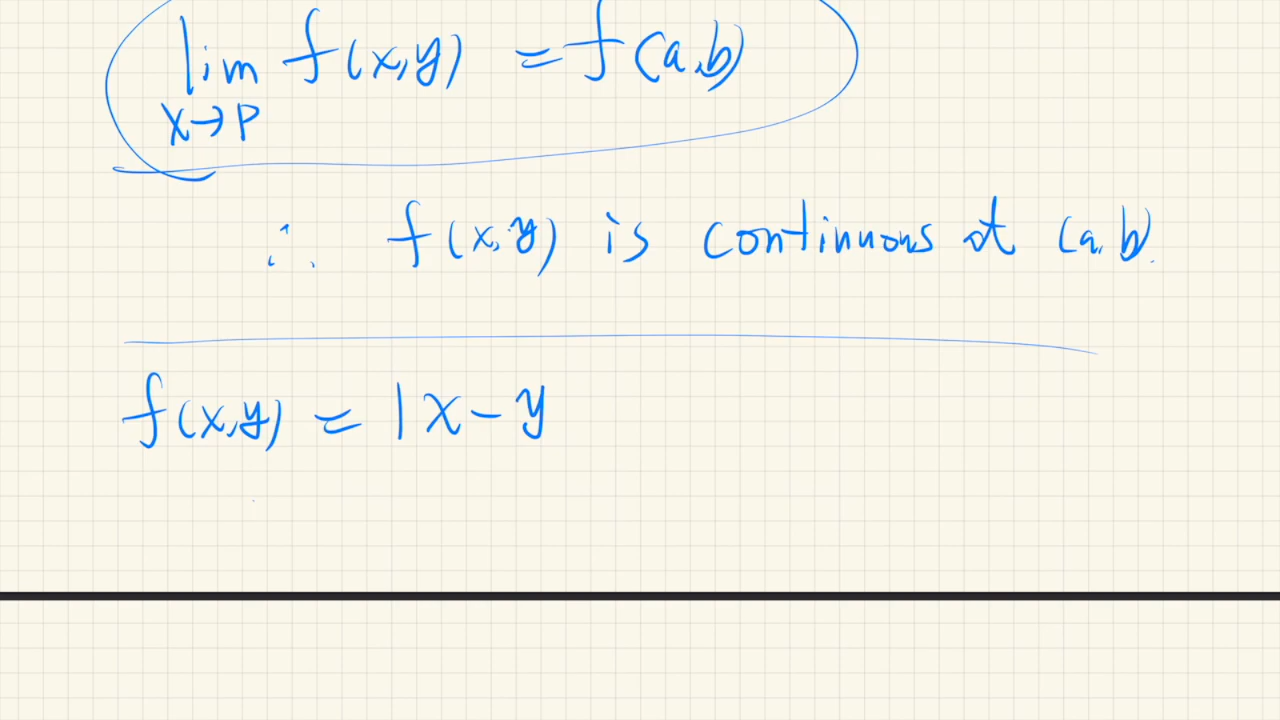 lim f(x,y) = f(a,b)
x→P
∴ f(x,y) is continuous at (a,b).
f(x,y) = |x-y